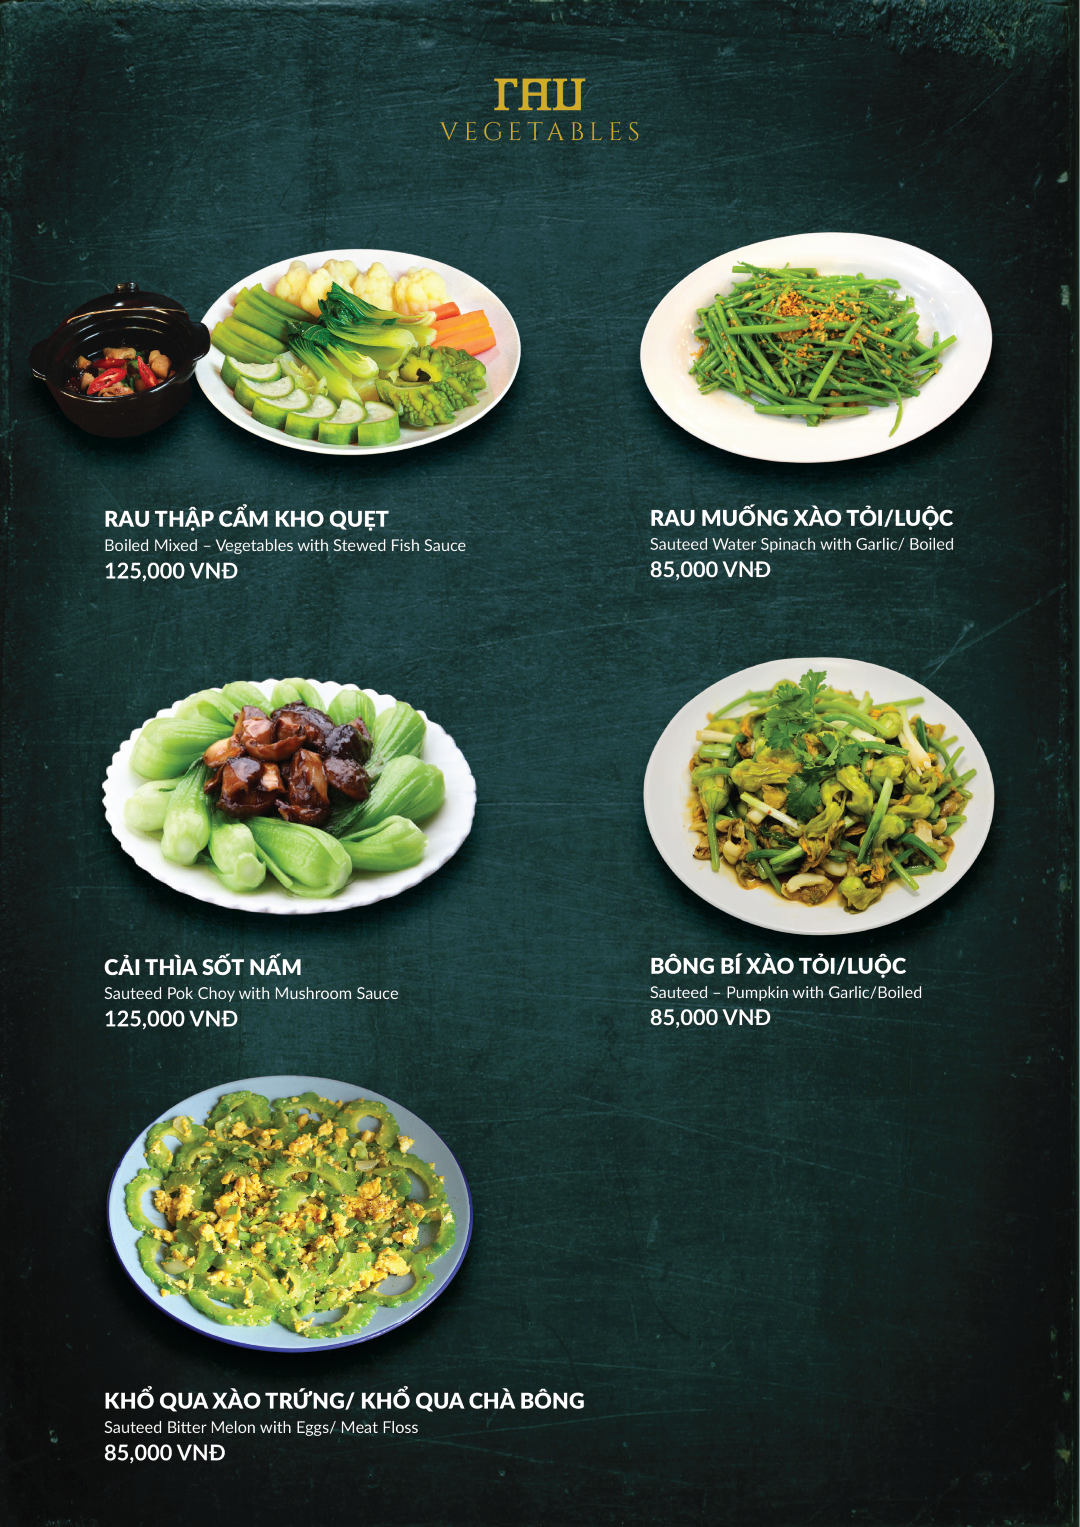 rau
VEGETABLES
RAU THẬP CẨM KHO QUẸT
Boiled Mixed – Vegetables with Stewed Fish Sauce
125,000 VNĐ
RAU MUỐNG XÀO TỎI/LUỘC
Sauteed Water Spinach with Garlic/ Boiled
85,000 VNĐ
CẢI THÌA SỐT NẤM
Sauteed Pok Choy with Mushroom Sauce
125,000 VNĐ
BÔNG BÍ XÀO TỎI/LUỘC
Sauteed – Pumpkin with Garlic/Boiled
85,000 VNĐ
KHỔ QUA XÀO TRỨNG/ KHỔ QUA CHÀ BÔNG
Sauteed Bitter Melon with Eggs/ Meat Floss
85,000 VNĐ